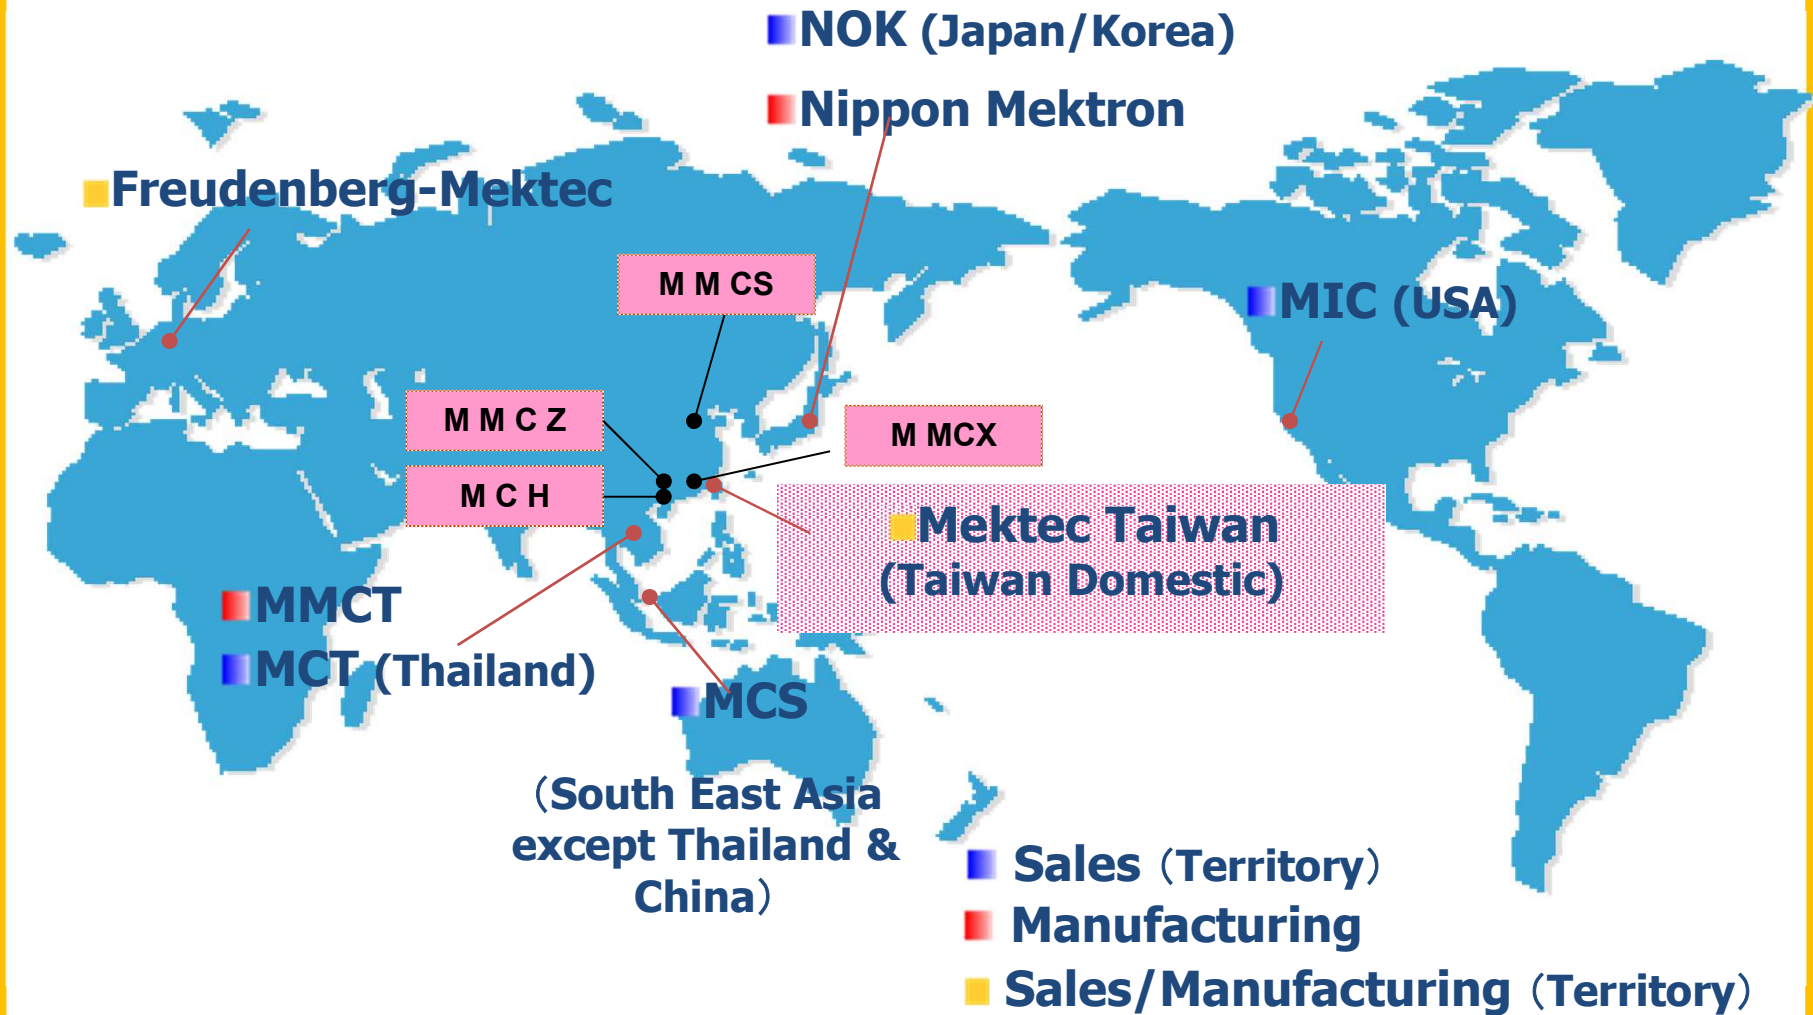 NOK (Japan/Korea)
Nippon Mektron
Freudenberg-Mektec
M M CS
MIC (USA)
M M C Z
M MCX
M C H
Mektec Taiwan
(Taiwan Domestic)
MMCT
MCT (Thailand)
MCS
（South East Asia
except Thailand &
China）
Sales（Territory）
Manufacturing
Sales/Manufacturing（Territory）